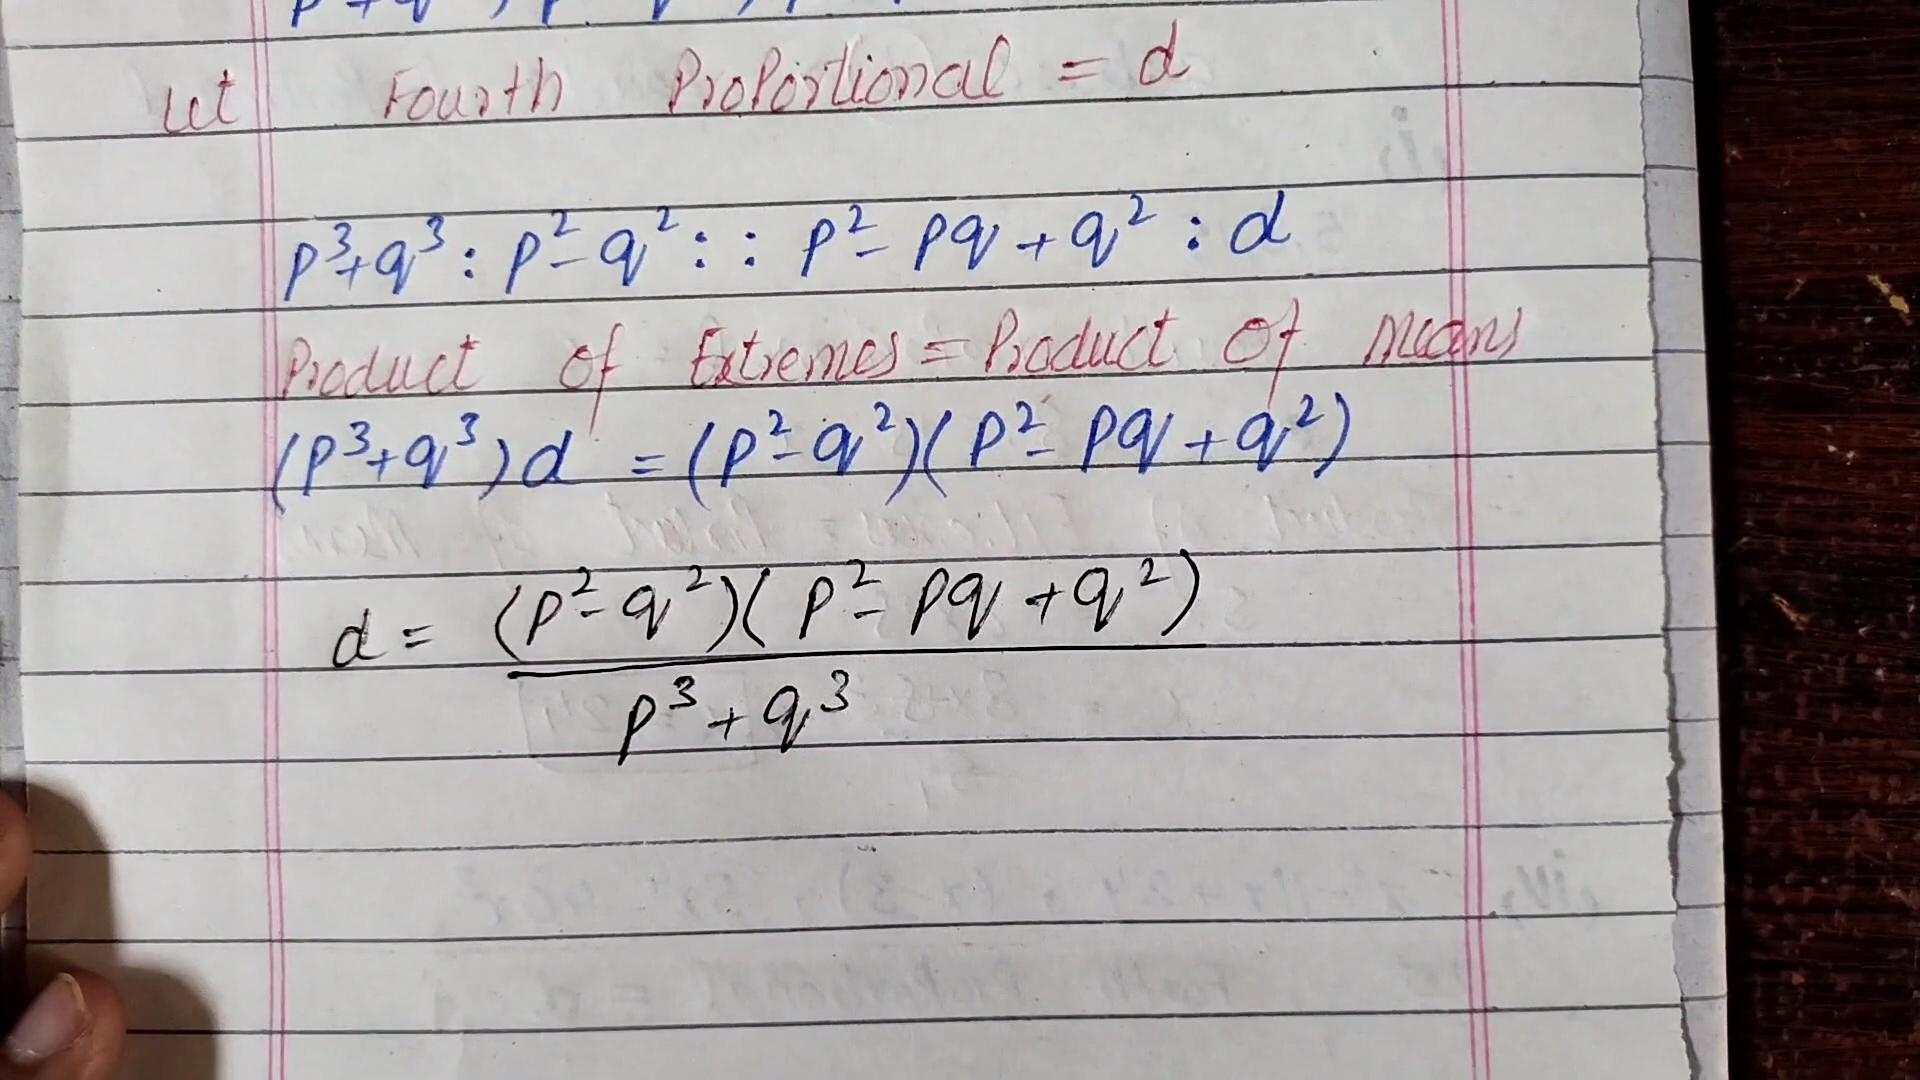 Let Fourth Proportional = d
p³+q³ : p²-q² : : p²-pq+q² : d
Product of Extremes = Product of Means
(p³+q³)d = (p²-q²)(p²-pq+q²)
d = (p²-q²)(p²-pq+q²)
p³+q³